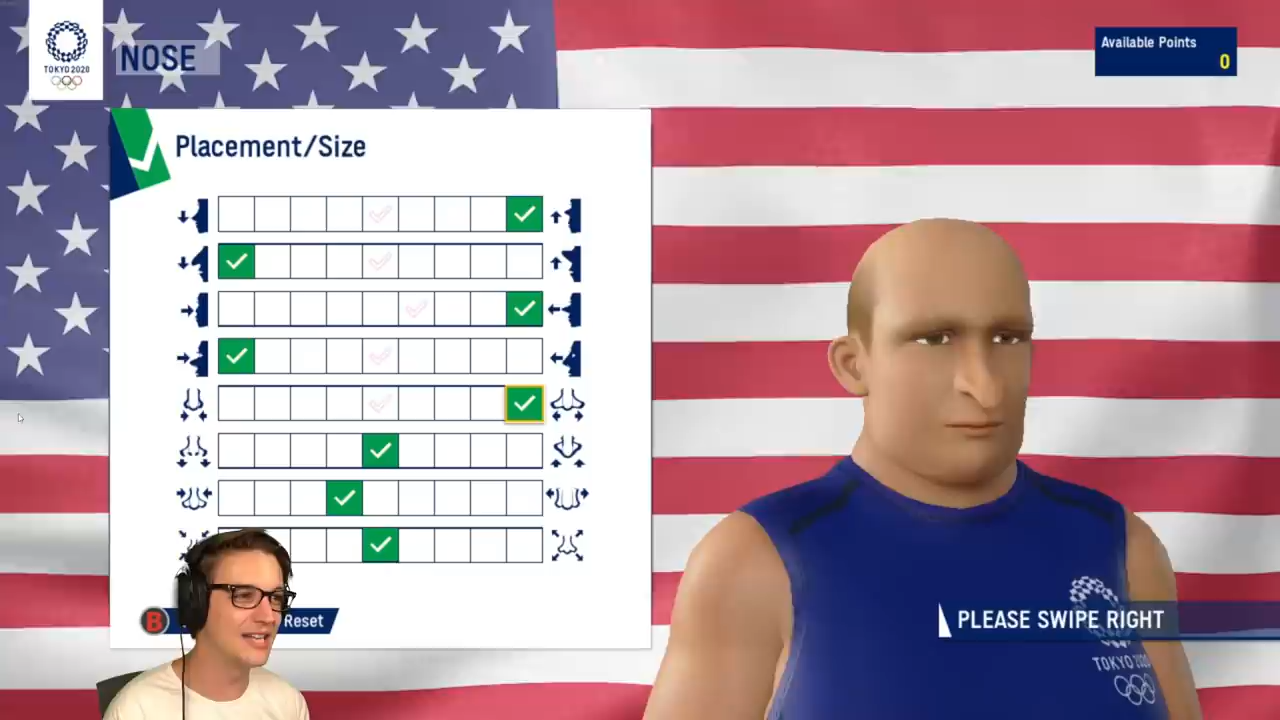 TOKYO 2020
NOSE
Available Points
0
Placement/Size
B
Reset
PLEASE SWIPE RIGHT
TOKYO 2020